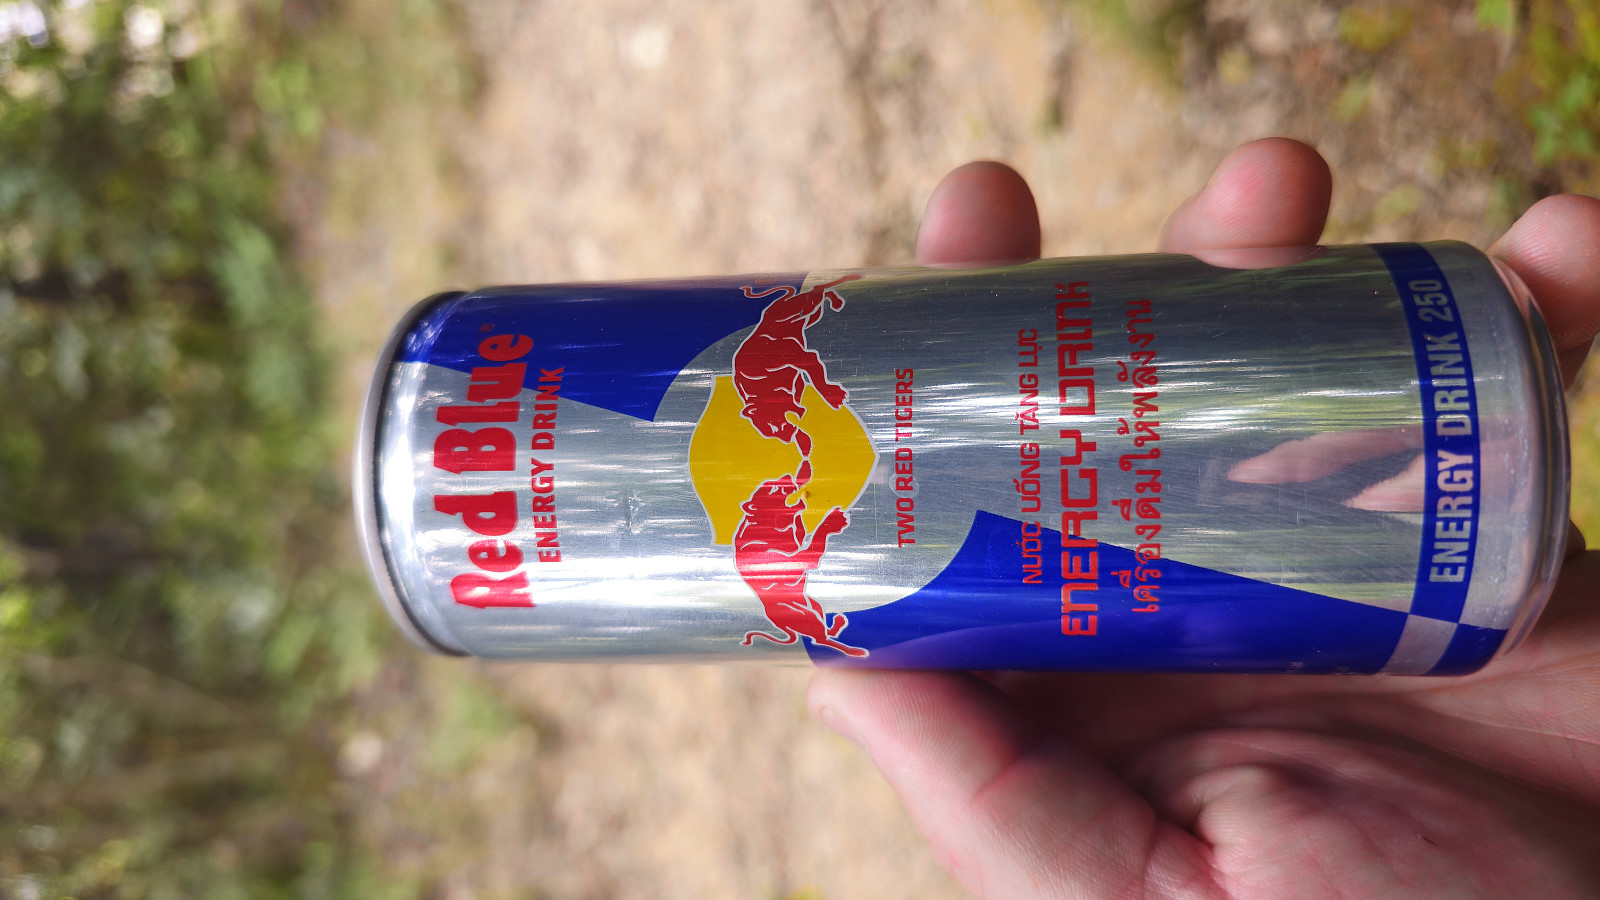 Red Blue®
ENERGY DRINK
TWO RED TIGERS
NƯỚC UỐNG TĂNG LỰC
ENERGY DRINK
เครื่องดื่มให้พลังงาน
ENERGY DRINK 250